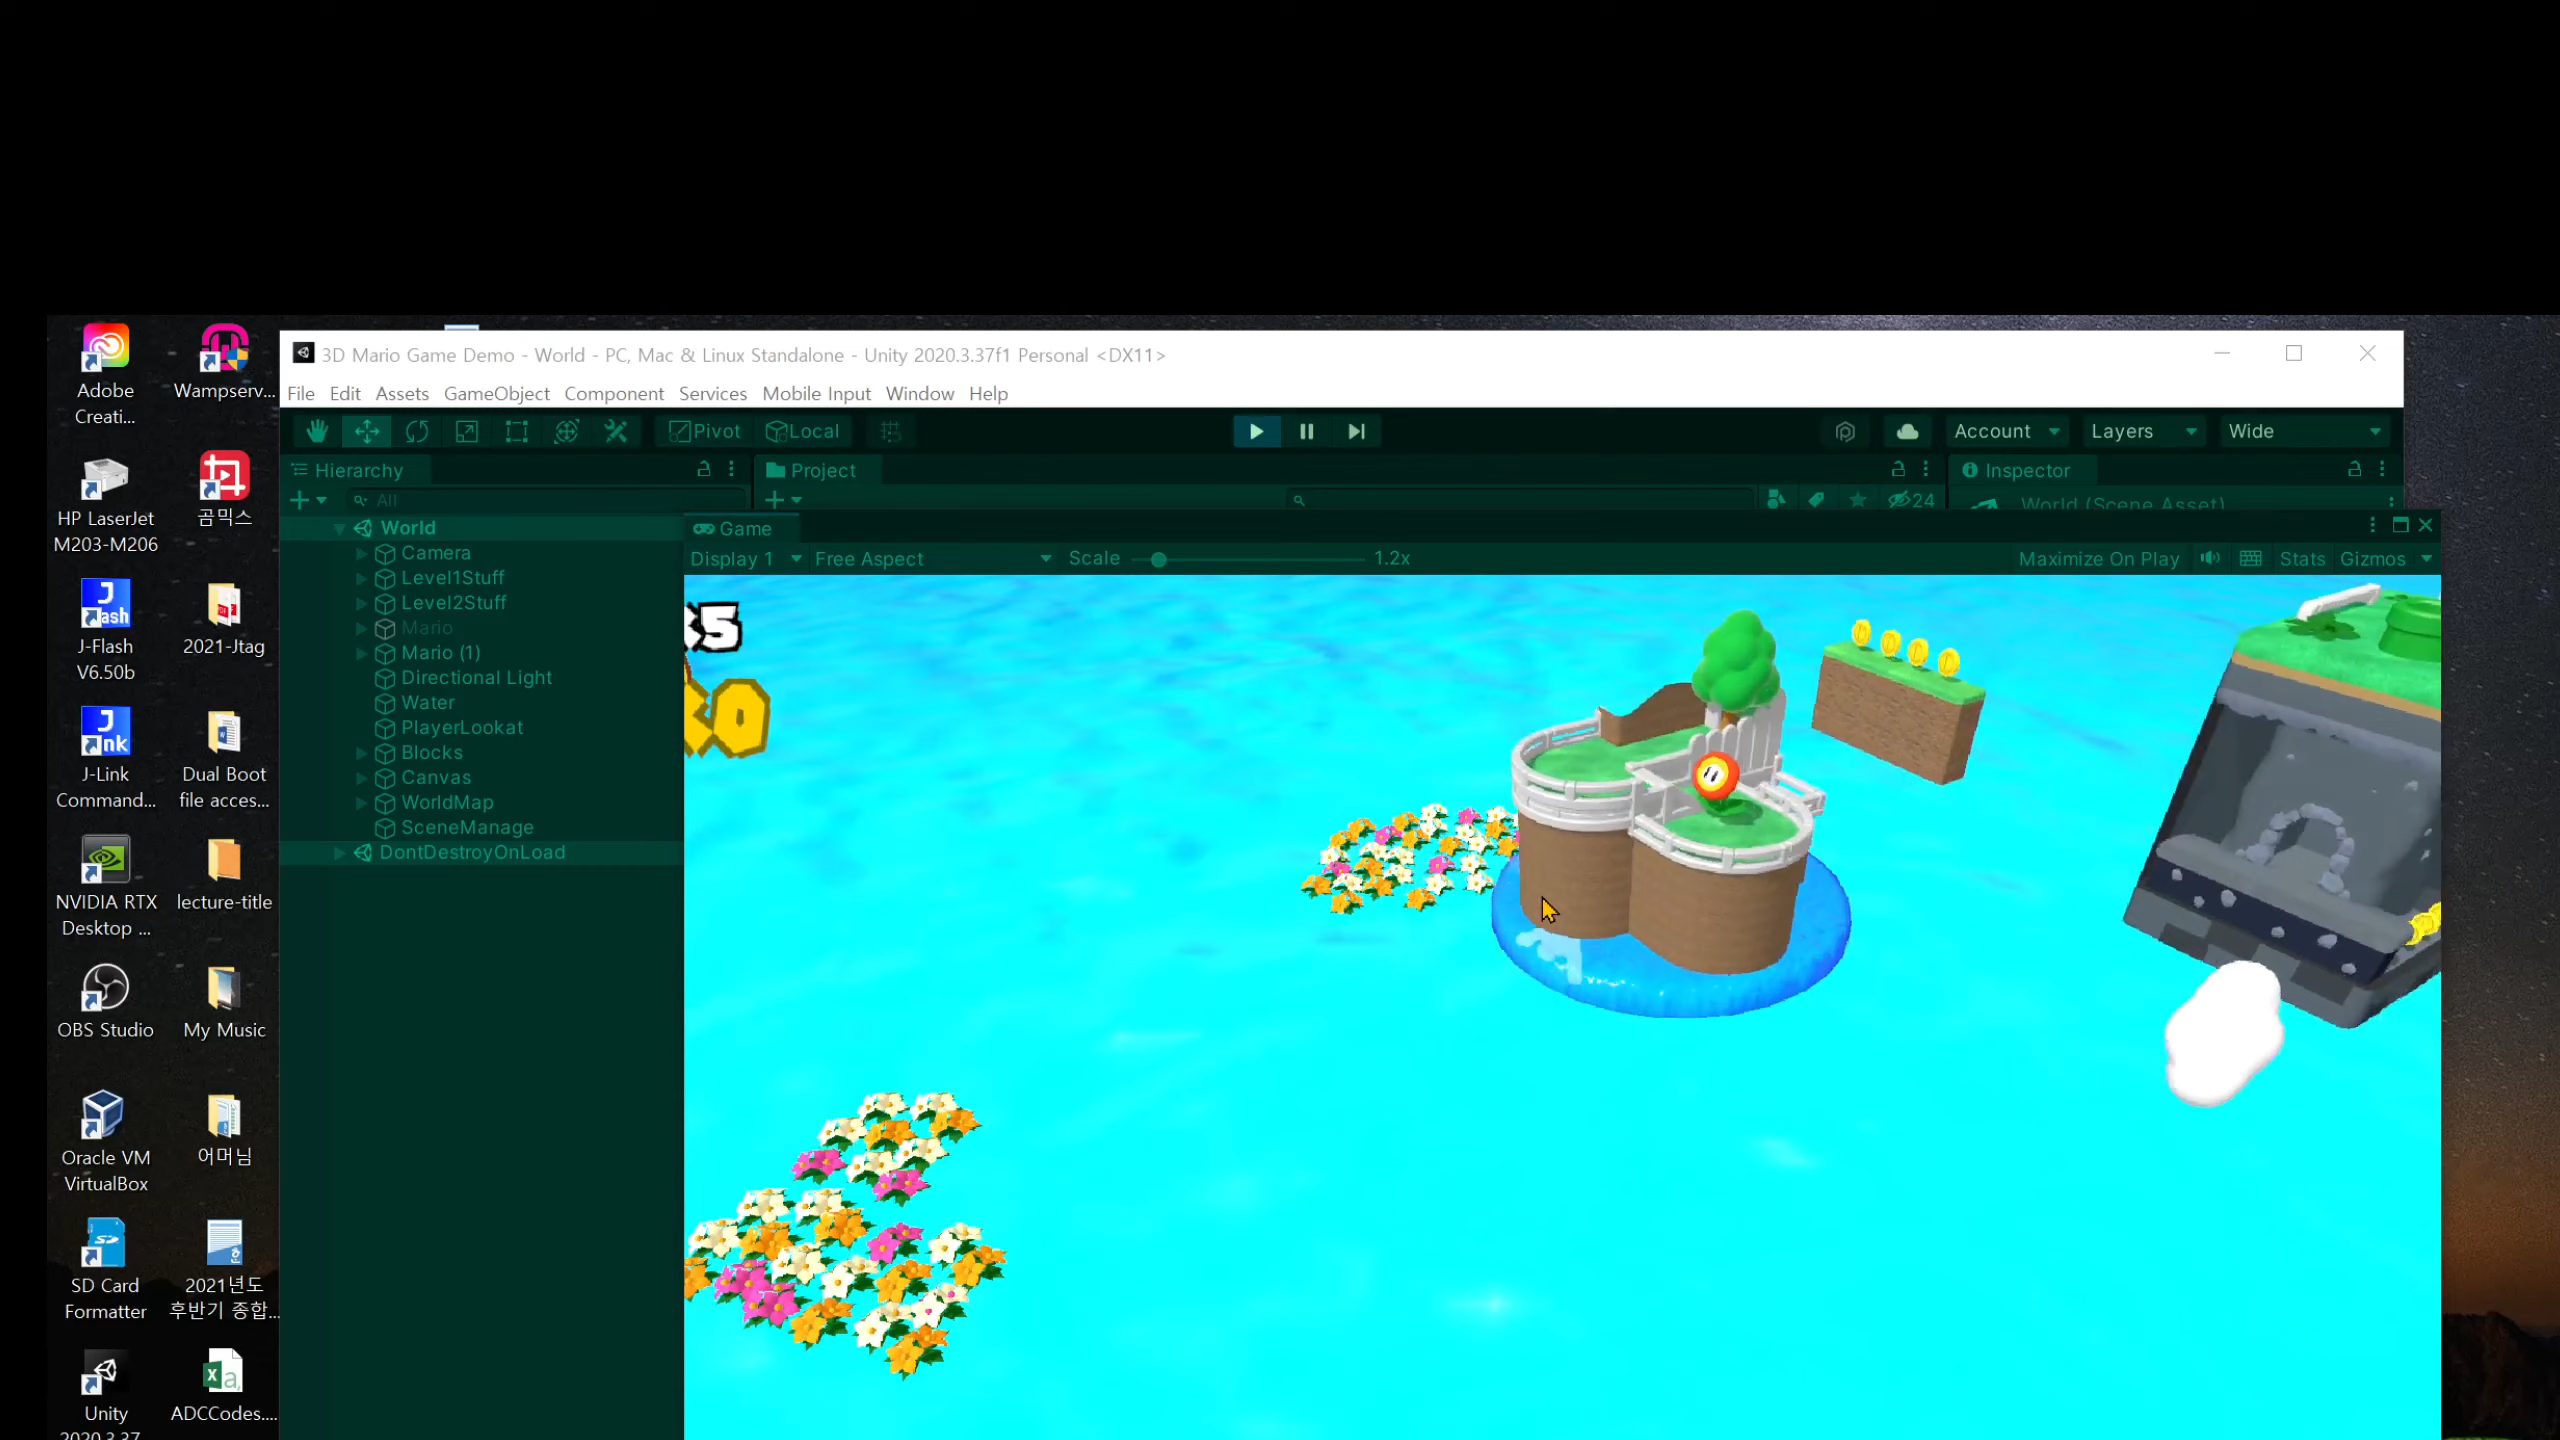 3D Mario Game Demo - World - PC, Mac & Linux Standalone - Unity 2020.3.37f1 Personal <DX11>
File Edit Assets GameObject Component Services Mobile Input Window Help
Pivot Local Account Layers Wide
Hierarchy Project Inspector
All 24 World (Scene Asset)
World
Camera
Level1Stuff
Level2Stuff
Mario
Mario (1)
Directional Light
Water
PlayerLookat
Blocks
Canvas
WorldMap
SceneManage
DontDestroyOnLoad
Game
Display 1 Free Aspect Scale 1.2x Maximize On Play Stats Gizmos
5
0
Adobe
Creati...
Wampserv...
HP LaserJet
M203-M206
곰믹스
J-Flash
V6.50b
2021-Jtag
J-Link
Command...
Dual Boot
file acces...
NVIDIA RTX
Desktop ...
lecture-title
OBS Studio
My Music
Oracle VM
VirtualBox
어머님
SD Card
Formatter
2021년도
후반기 종합...
Unity
2020.3.37
ADCCodes....